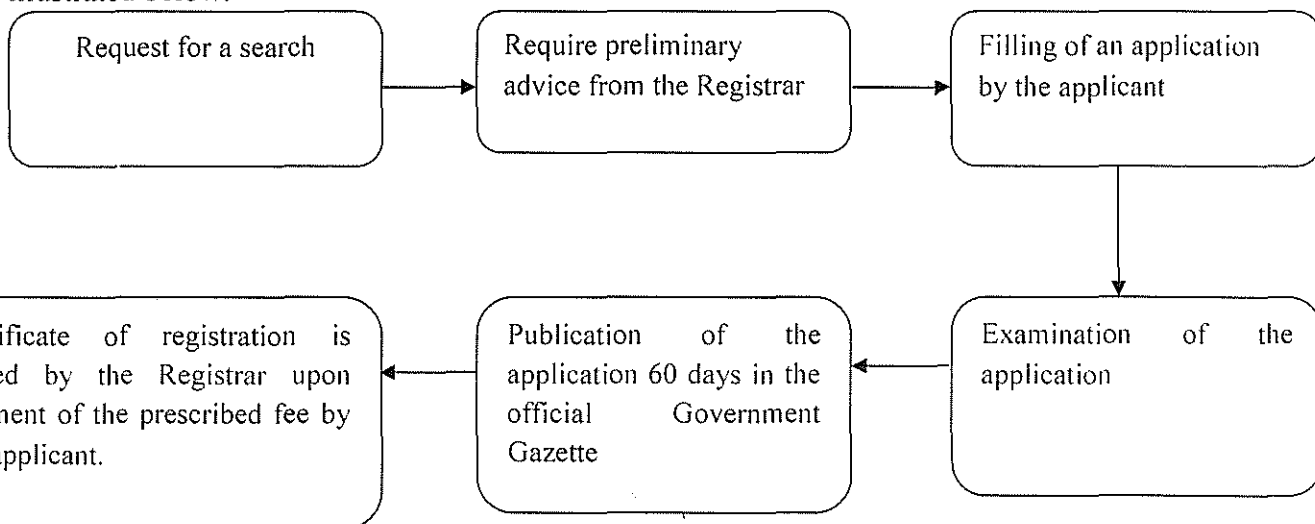 illustrated below:
Request for a search
Require preliminary
advice from the Registrar
Filling of an application
by the applicant
Examination of the
application
Publication of the
application 60 days in the
official Government
Gazette
ificate of registration is
ed by the Registrar upon
nent of the prescribed fee by
applicant.